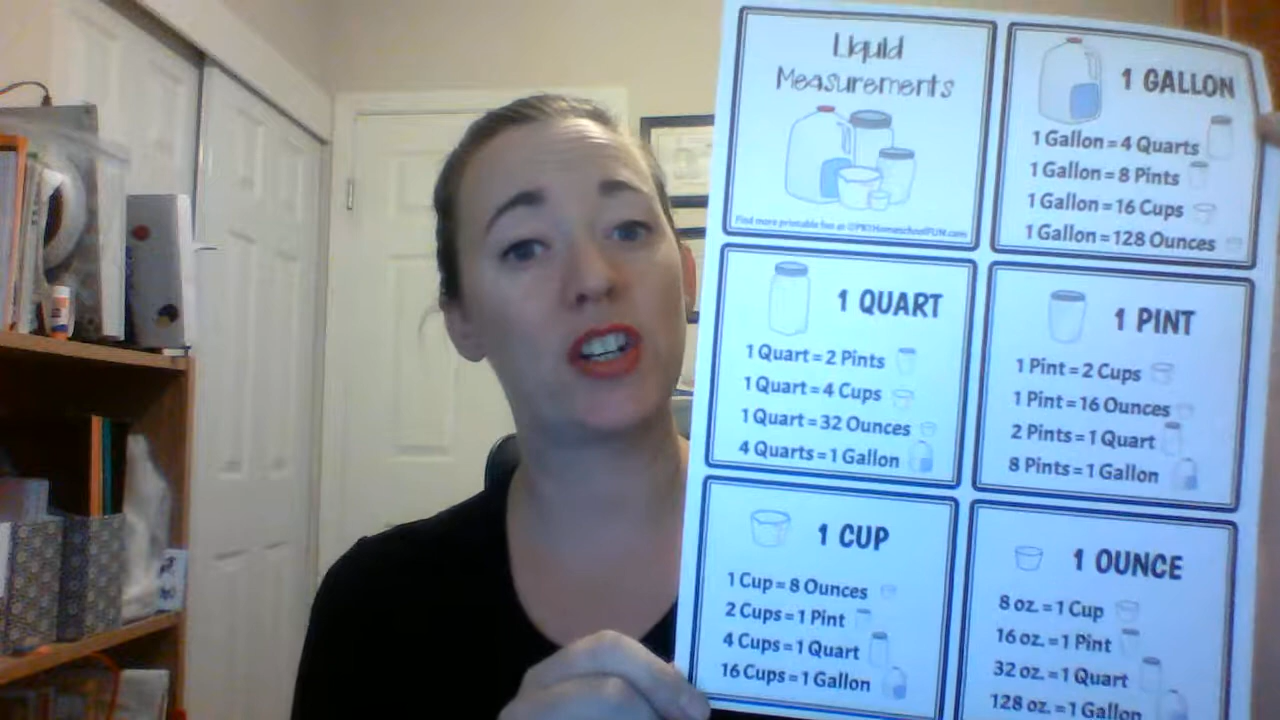 Liquid
Measurements
Find more printable fun at @PK1HomeschoolFUN.com
1 GALLON
1 Gallon = 4 Quarts
1 Gallon = 8 Pints
1 Gallon = 16 Cups
1 Gallon = 128 Ounces
1 QUART
1 Quart = 2 Pints
1 Quart = 4 Cups
1 Quart = 32 Ounces
4 Quarts = 1 Gallon
1 PINT
1 Pint = 2 Cups
1 Pint = 16 Ounces
2 Pints = 1 Quart
8 Pints = 1 Gallon
1 CUP
1 Cup = 8 Ounces
2 Cups = 1 Pint
4 Cups = 1 Quart
16 Cups = 1 Gallon
1 OUNCE
8 oz. = 1 Cup
16 oz. = 1 Pint
32 oz. = 1 Quart
128 oz. = 1 Gallon